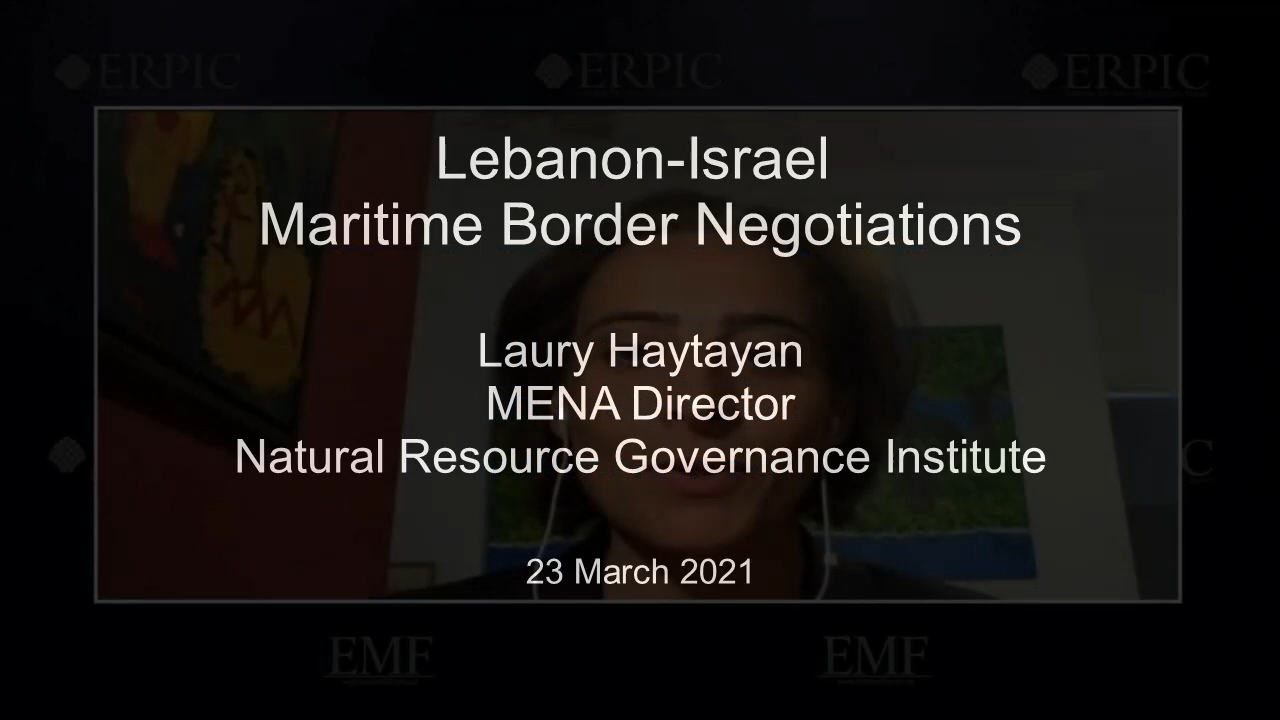 ERPIC ERPIC ERPIC
Lebanon-Israel
Maritime Border Negotiations
Laury Haytayan
MENA Director
Natural Resource Governance Institute
23 March 2021
EMF EMF